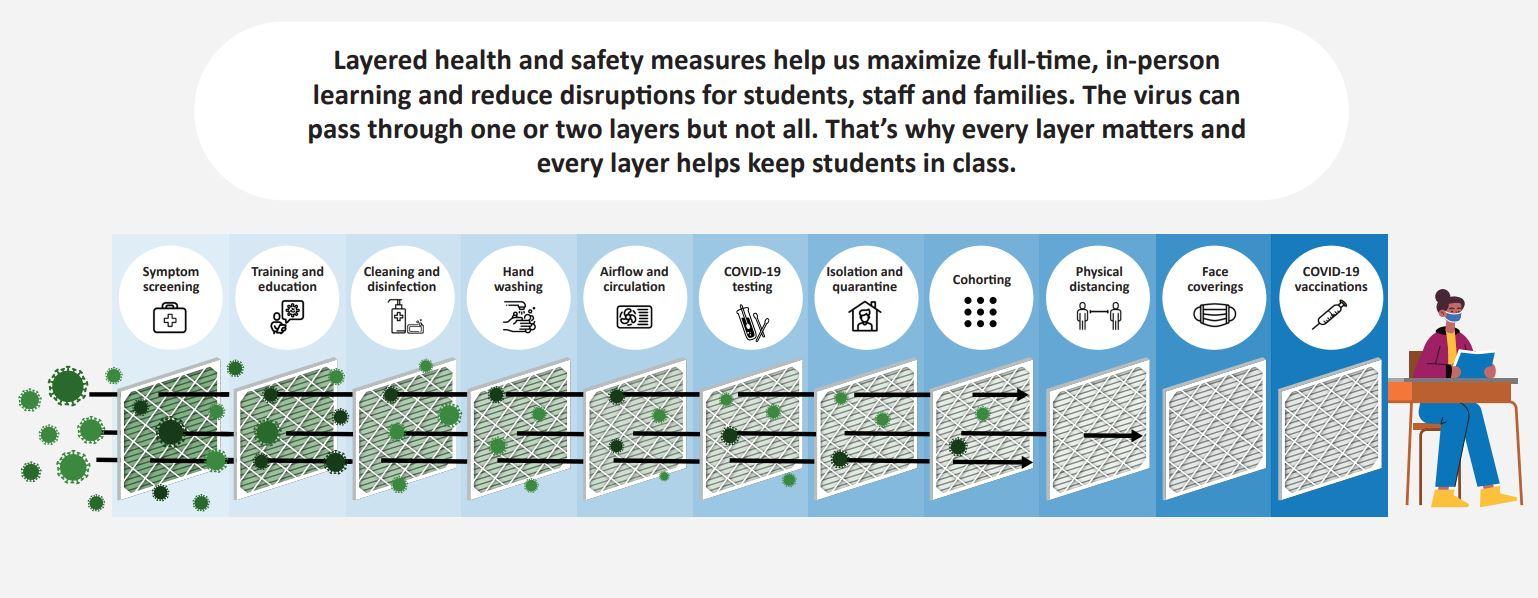 Layered health and safety measures help us maximize full-time, in-person
learning and reduce disruptions for students, staff and families. The virus can
pass through one or two layers but not all. That's why every layer matters and
every layer helps keep students in class.
Symptom
screening
Training and
education
Cleaning and
disinfection
Hand
washing
Airflow and
circulation
COVID-19
testing
Isolation and
quarantine
Cohorting
Physical
distancing
Face
coverings
COVID-19
vaccinations